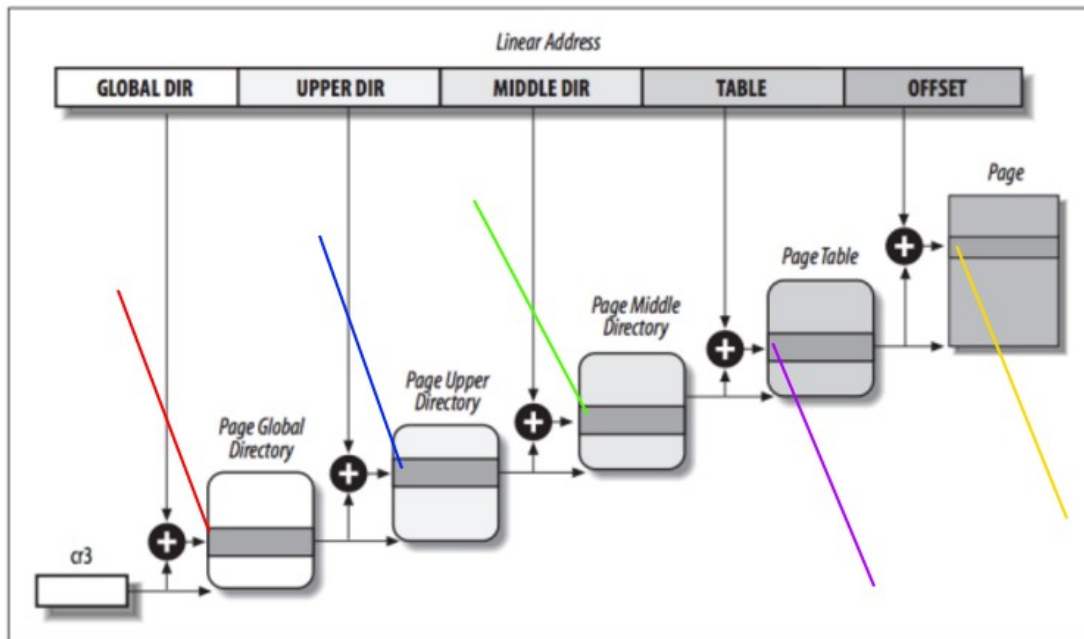 Linear Address
GLOBAL DIR
UPPER DIR
MIDDLE DIR
TABLE
OFFSET
Page
Page Table
Page Middle
Directory
Page Upper
Directory
Page Global
Directory
cr3